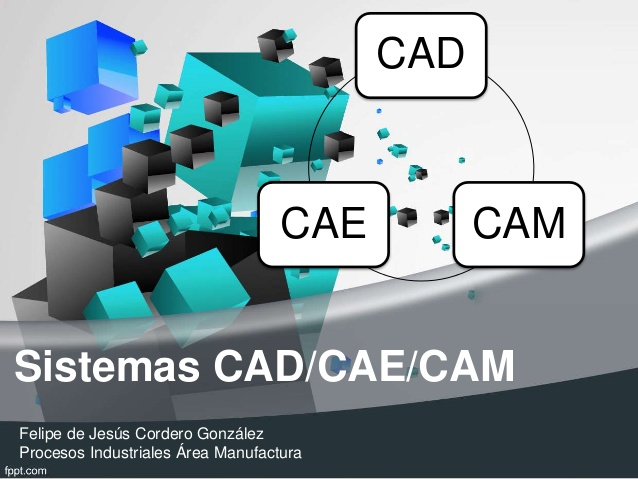 CAD
CAE
CAM
Sistemas CAD/CAE/CAM
Felipe de Jesús Cordero González
Procesos Industriales Área Manufactura
fppt.com